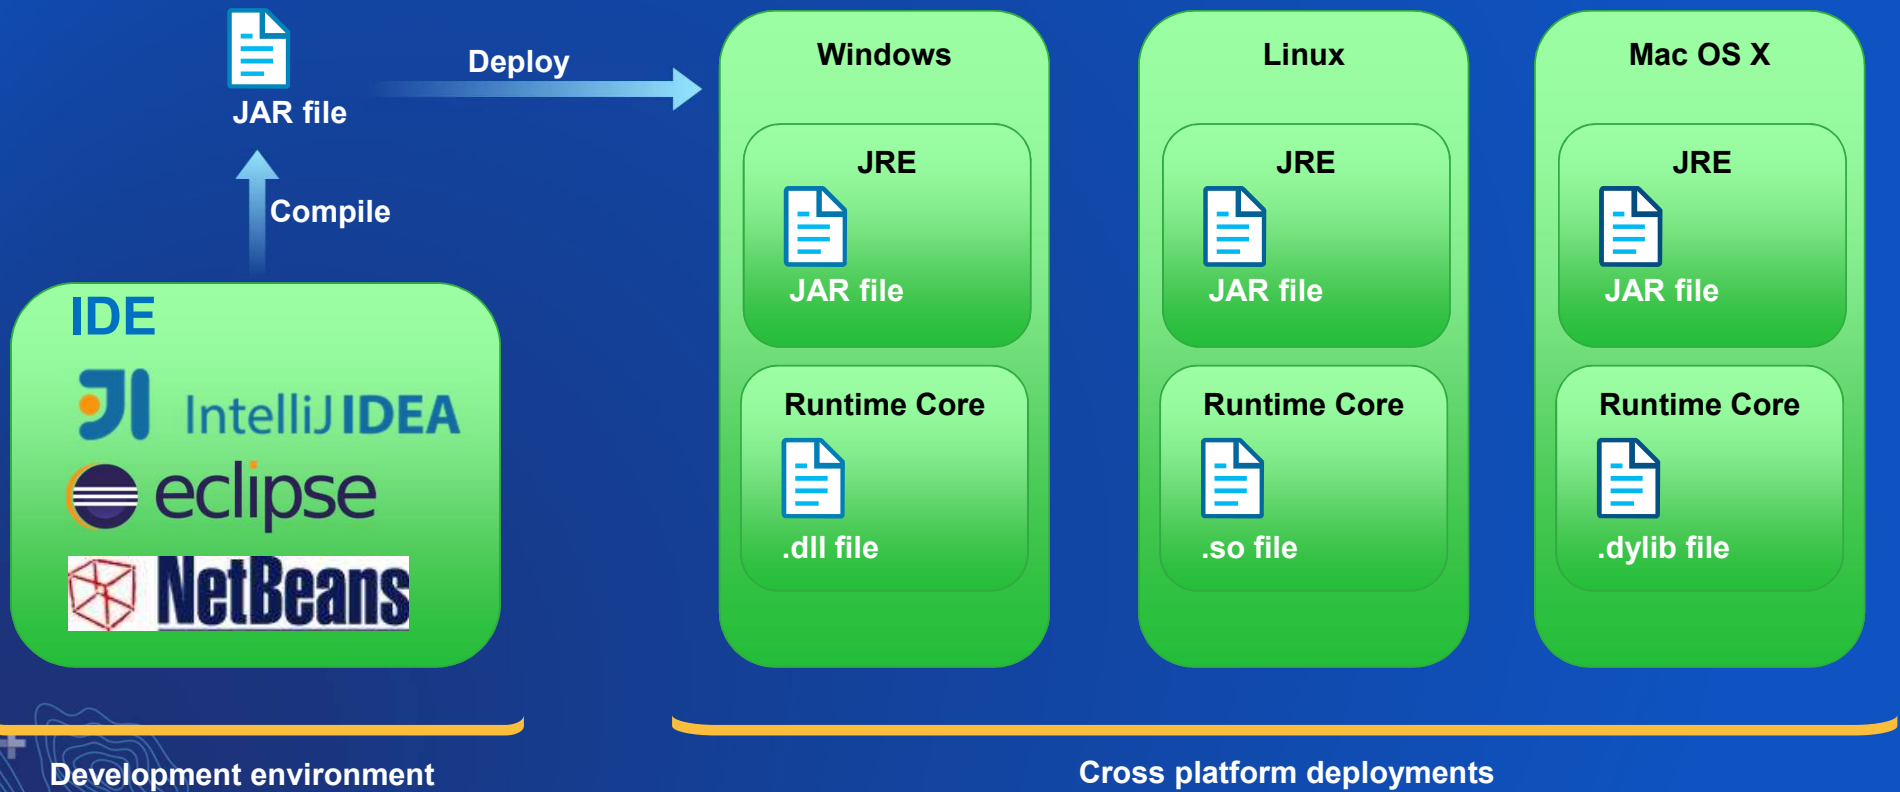 JAR file
Compile
Deploy
IDE
IntelliJ IDEA
eclipse
NetBeans
Development environment
Windows
JRE
JAR file
Runtime Core
.dll file
Linux
JRE
JAR file
Runtime Core
.so file
Mac OS X
JRE
JAR file
Runtime Core
.dylib file
Cross platform deployments